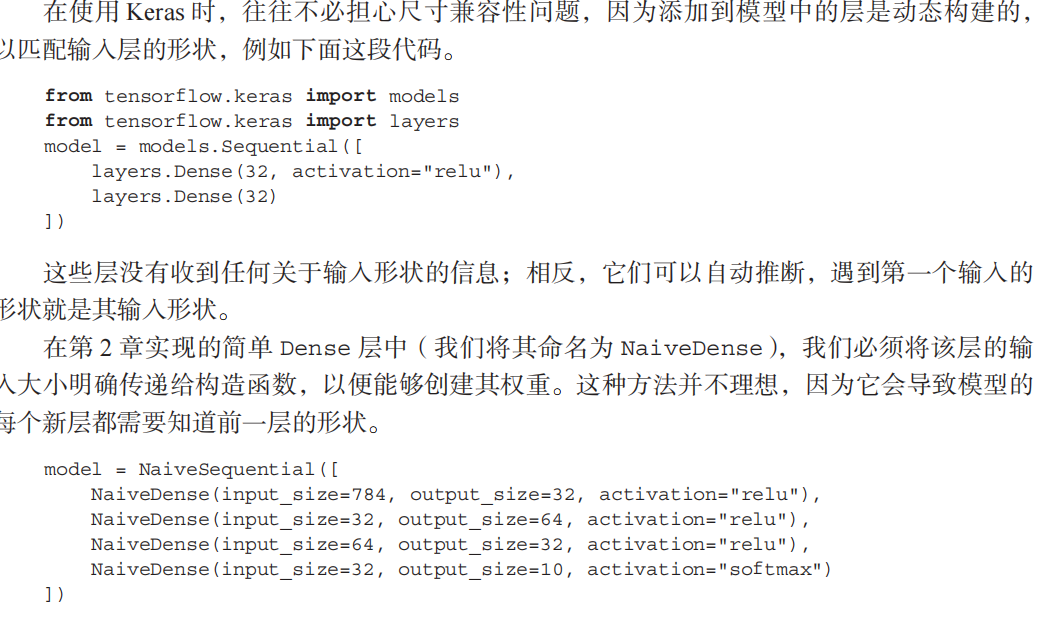 在使用 Keras 时，往往不必担心尺寸兼容性问题，因为添加到模型中的层是动态构建的，
以匹配输入层的形状，例如下面这段代码。
from tensorflow.keras import models
from tensorflow.keras import layers
model = models.Sequential([
    layers.Dense(32, activation="relu"),
    layers.Dense(32)
])
这些层没有收到任何关于输入形状的信息；相反，它们可以自动推断，遇到第一个输入的
形状就是其输入形状。
在第 2 章实现的简单 Dense 层中（我们将其命名为 NaiveDense），我们必须将该层的输
入大小明确传递给构造函数，以便能够创建其权重。这种方法并不理想，因为它会导致模型的
每个新层都需要知道前一层的形状。
model = NaiveSequential([
    NaiveDense(input_size=784, output_size=32, activation="relu"),
    NaiveDense(input_size=32, output_size=64, activation="relu"),
    NaiveDense(input_size=64, output_size=32, activation="relu"),
    NaiveDense(input_size=32, output_size=10, activation="softmax")
])